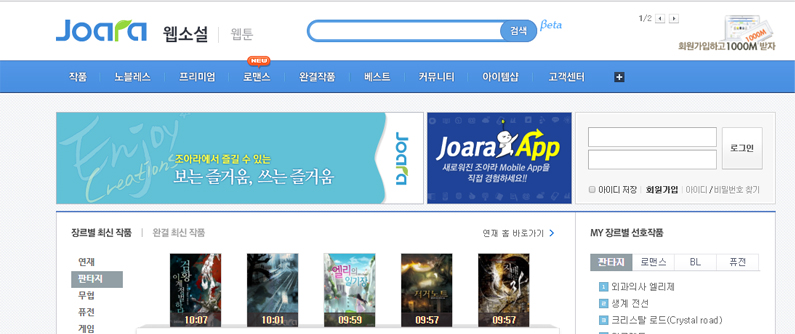 Joara 웹소설 | 웹툰
검색 βeta
1/2
1000M
회원가입하고 1000M 받자
작품 노블레스 프리미엄 로맨스 완결작품 베스트 커뮤니티 아이템샵 고객센터
NEW
Enjoy Creations
조아라에서 즐길 수 있는
보는 즐거움, 쓰는 즐거움
Joara
Joara App
새로워진 조아라 Mobile App을
직접 경험하세요!!
로그인
아이디 저장 | 회원가입 | 아이디 / 비밀번호 찾기
장르별 최신 작품 | 완결 최신 작품
연재 홈 바로가기 >
연재
판타지
무협
퓨전
게임
10:07 10:01 09:59 09:57 09:57
엘리의 일기장
MY 장르별 선호작품
판타지 로맨스 BL 퓨전
1 외과의사 엘리제
생계 전선
크리스탈 로드(Crystal road)